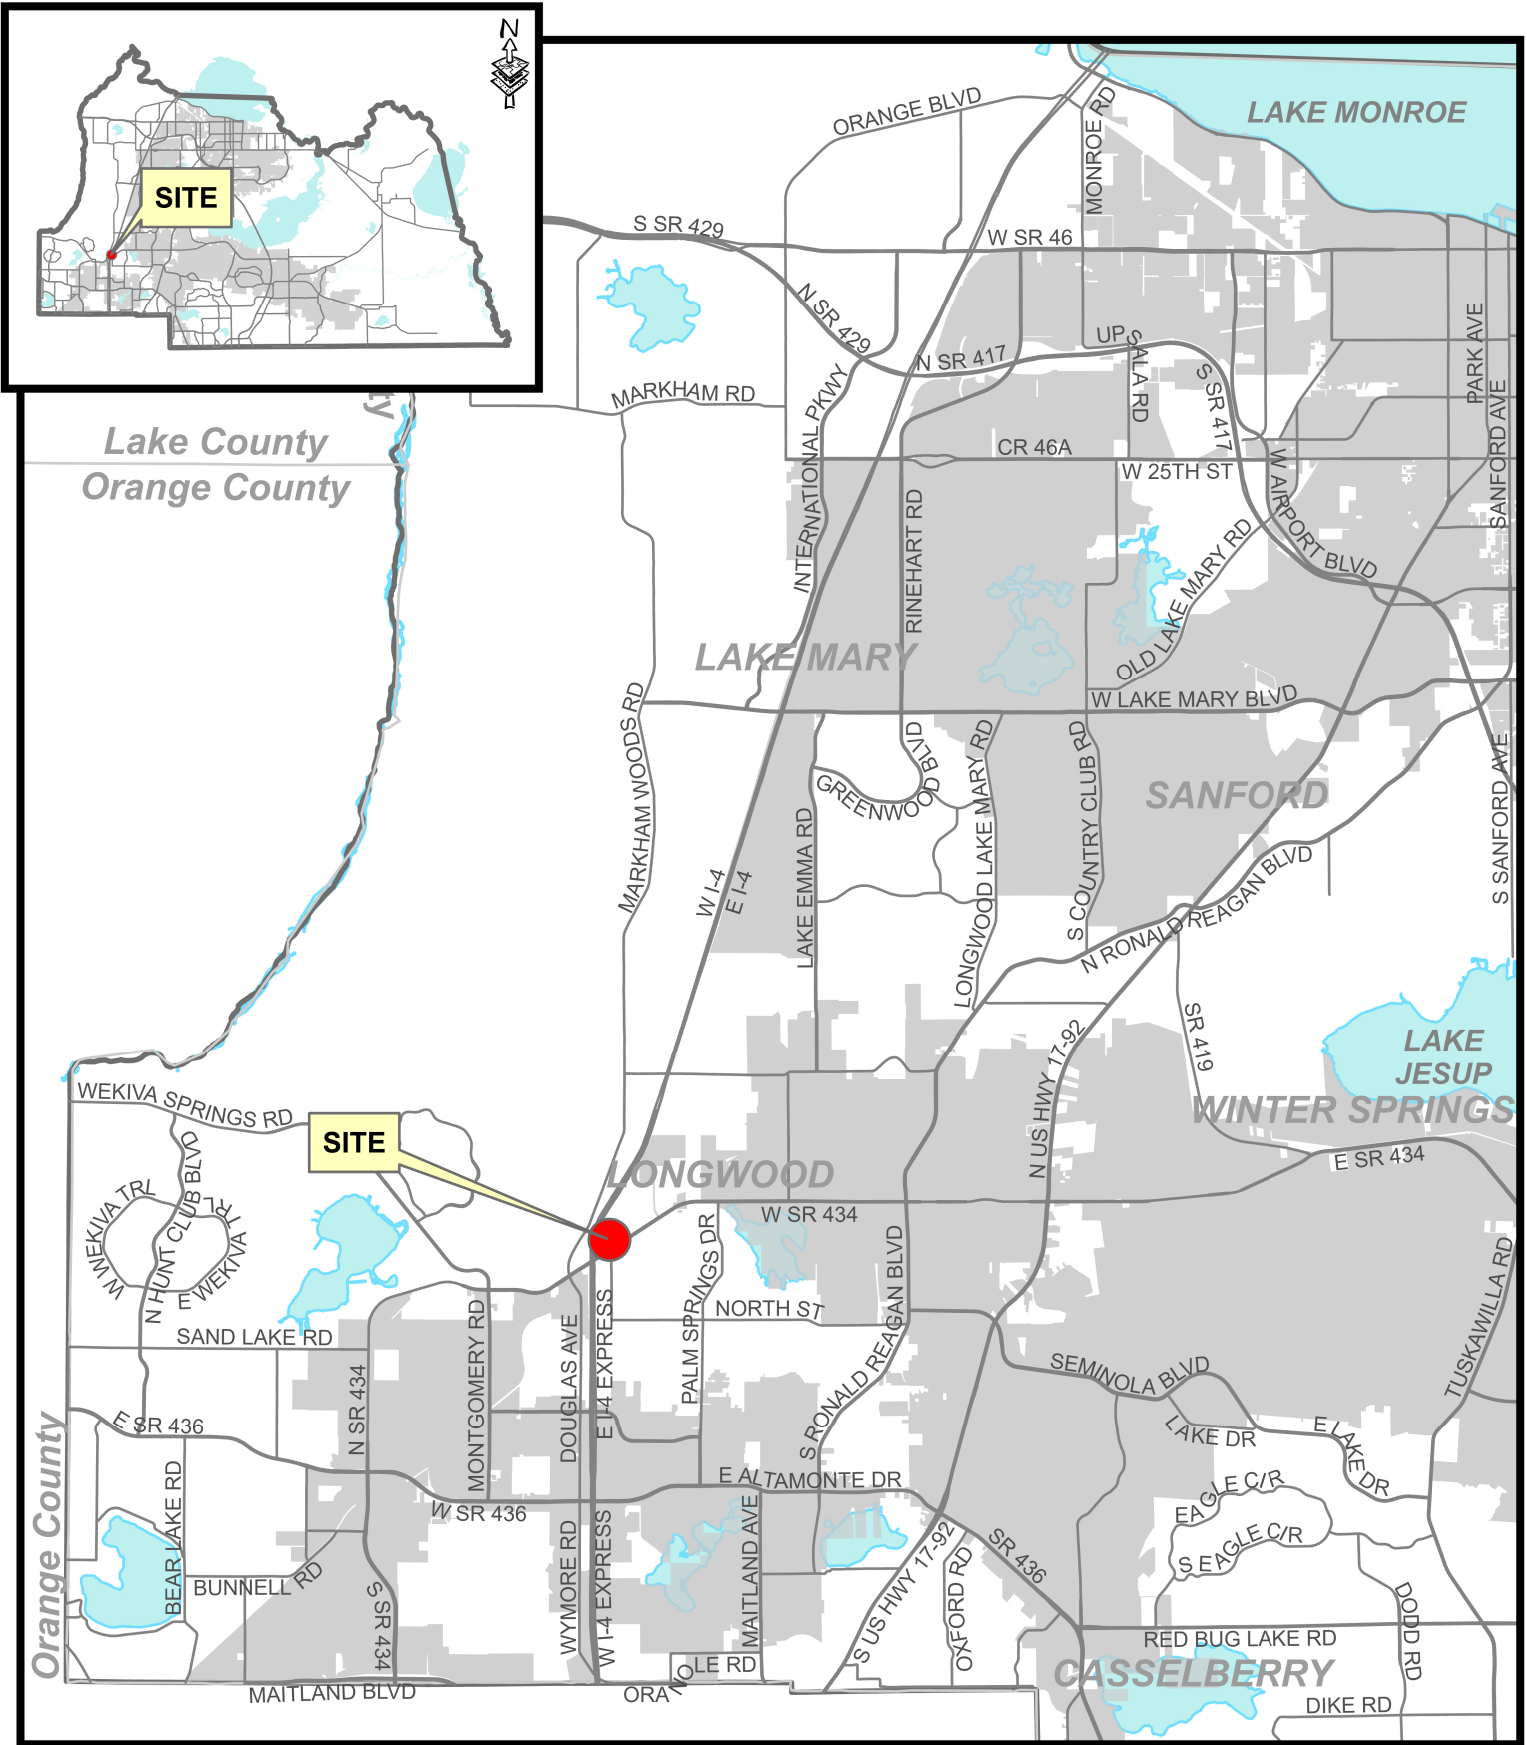 N
SITE
LAKE MONROE
ORANGE BLVD
MONROE RD
S SR 429
W SR 46
N SR 429
N SR 417
UPSALA RD
S SR 417
PARK AVE
SANFORD AVE
MARKHAM RD
INTERNATIONAL PKWY
CR 46A
W 25TH ST
W AIRPORT BLVD
ty
Lake County
Orange County
RINEHART RD
OLD LAKE MARY RD
LAKE MARY
W LAKE MARY BLVD
MARKHAM WOODS RD
GREENWOOD BLVD
LONGWOOD LAKE MARY RD
S COUNTRY CLUB RD
SANFORD
S SANFORD AVE
LAKE EMMA RD
W I-4
E I-4
N RONALD REAGAN BLVD
SR 419
LAKE
JESUP
N US HWY 17-92
WINTER SPRINGS
WEKIVA SPRINGS RD
SITE
LONGWOOD
E SR 434
W SR 434
W WEKIVA TRL
N HUNT CLUB BLVD
E WEKIVA TRL
PALM SPRINGS DR
NORTH ST
S RONALD REAGAN BLVD
TUSKAWILLA RD
SAND LAKE RD
N SR 434
MONTGOMERY RD
DOUGLAS AVE
E I-4 EXPRESS
SEMINOLA BLVD
LAKE DR
E LAKE DR
E SR 436
Orange County
BEAR LAKE RD
W SR 436
E ALTAMONTE DR
EAGLE C/R
S EAGLE C/R
BUNNELL RD
S SR 434
WYMORE RD
W I-4 EXPRESS
MAITLAND AVE
S US HWY 17-92
OXFORD RD
SR 436
DODD RD
RED BUG LAKE RD
CASSELBERRY
MAITLAND BLVD
ORANOLE RD
DIKE RD